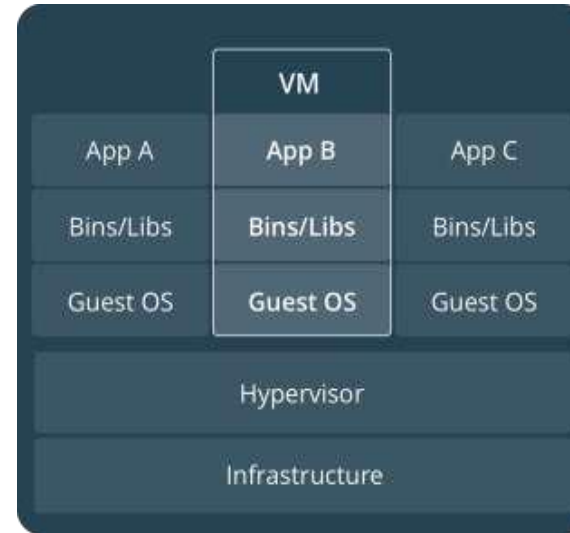 VM
App A App B App C
Bins/Libs Bins/Libs Bins/Libs
Guest OS Guest OS Guest OS
Hypervisor
Infrastructure